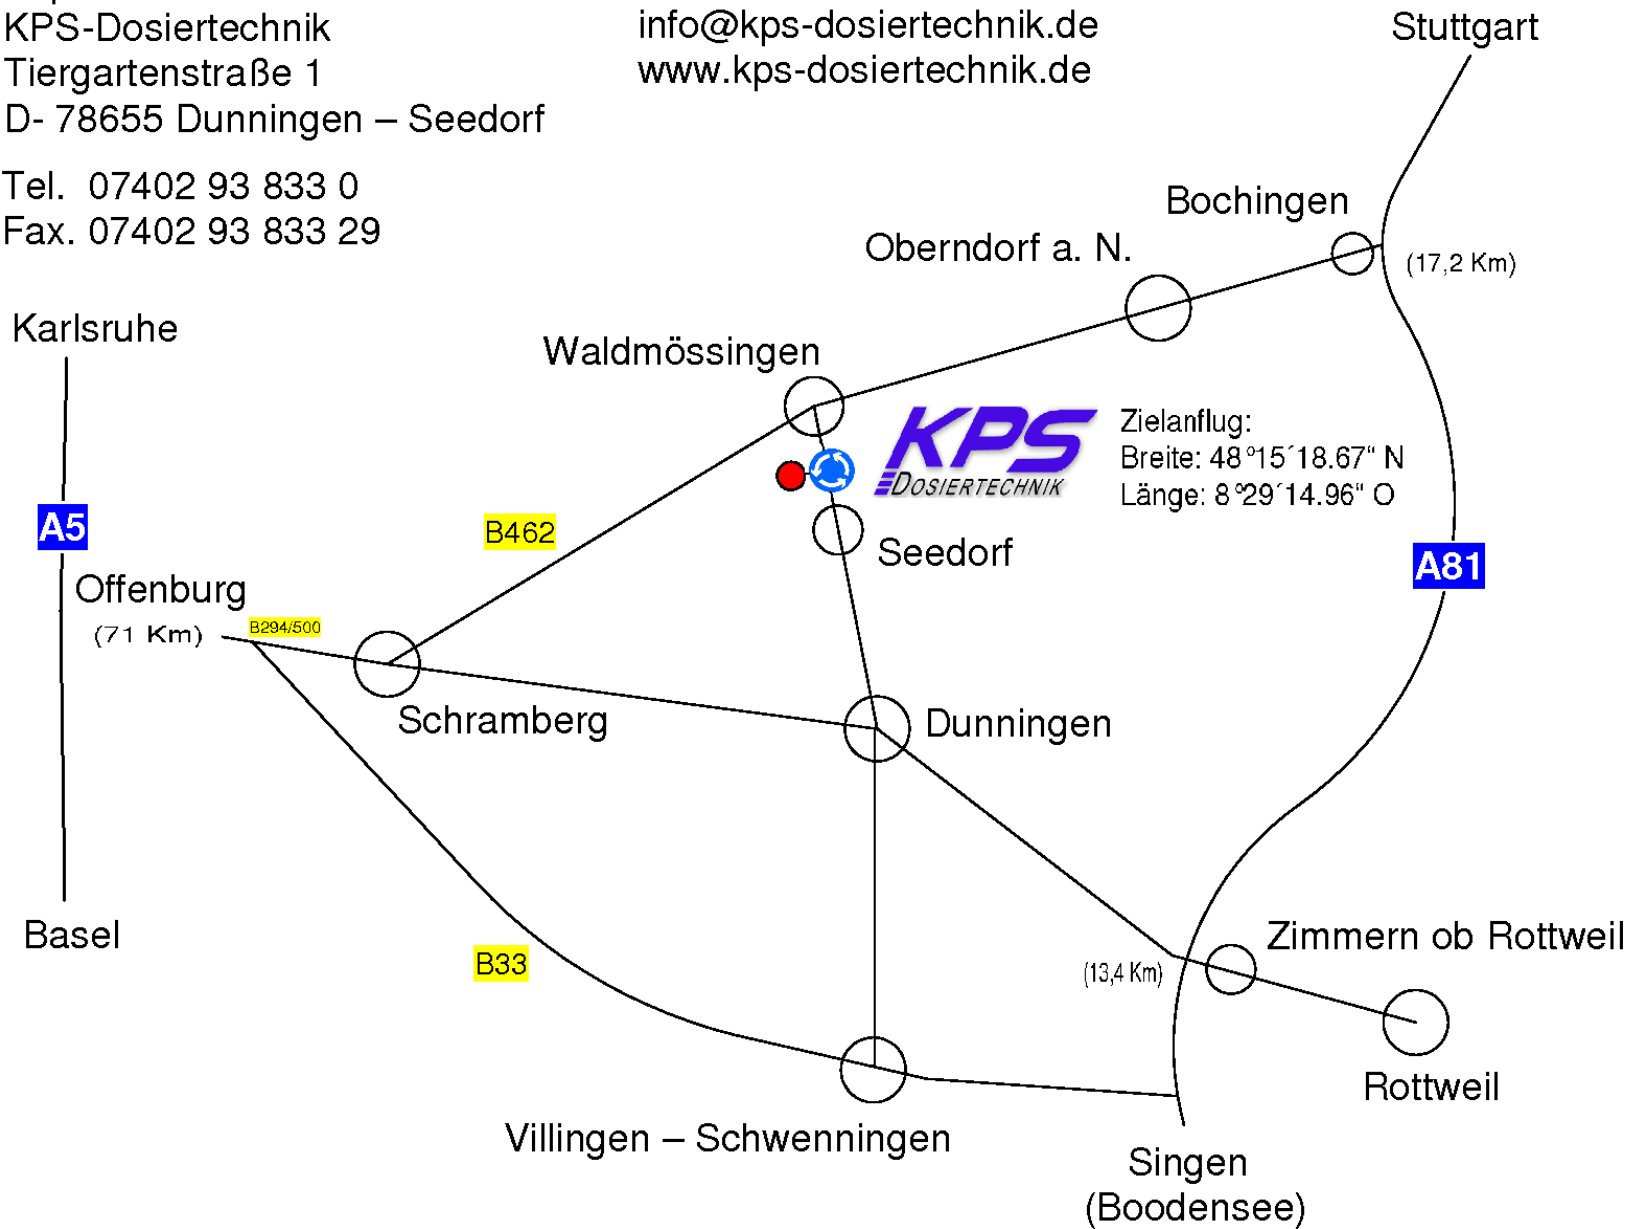 KPS-Dosiertechnik
Tiergartenstraße 1
D- 78655 Dunningen – Seedorf
Tel. 07402 93 833 0
Fax. 07402 93 833 29
info@kps-dosiertechnik.de
www.kps-dosiertechnik.de
Stuttgart
Bochingen
Oberndorf a. N.
(17,2 Km)
Karlsruhe
Waldmössingen
KPS
DOSIERTECHNIK
Zielanflug:
Breite: 48°15´18.67“ N
Länge: 8°29´14.96“ O
A5
B462
Seedorf
A81
Offenburg
(71 Km)
B294/500
Schramberg
Dunningen
Basel
B33
Zimmern ob Rottweil
(13,4 Km)
Rottweil
Villingen – Schwenningen
Singen
(Boodensee)